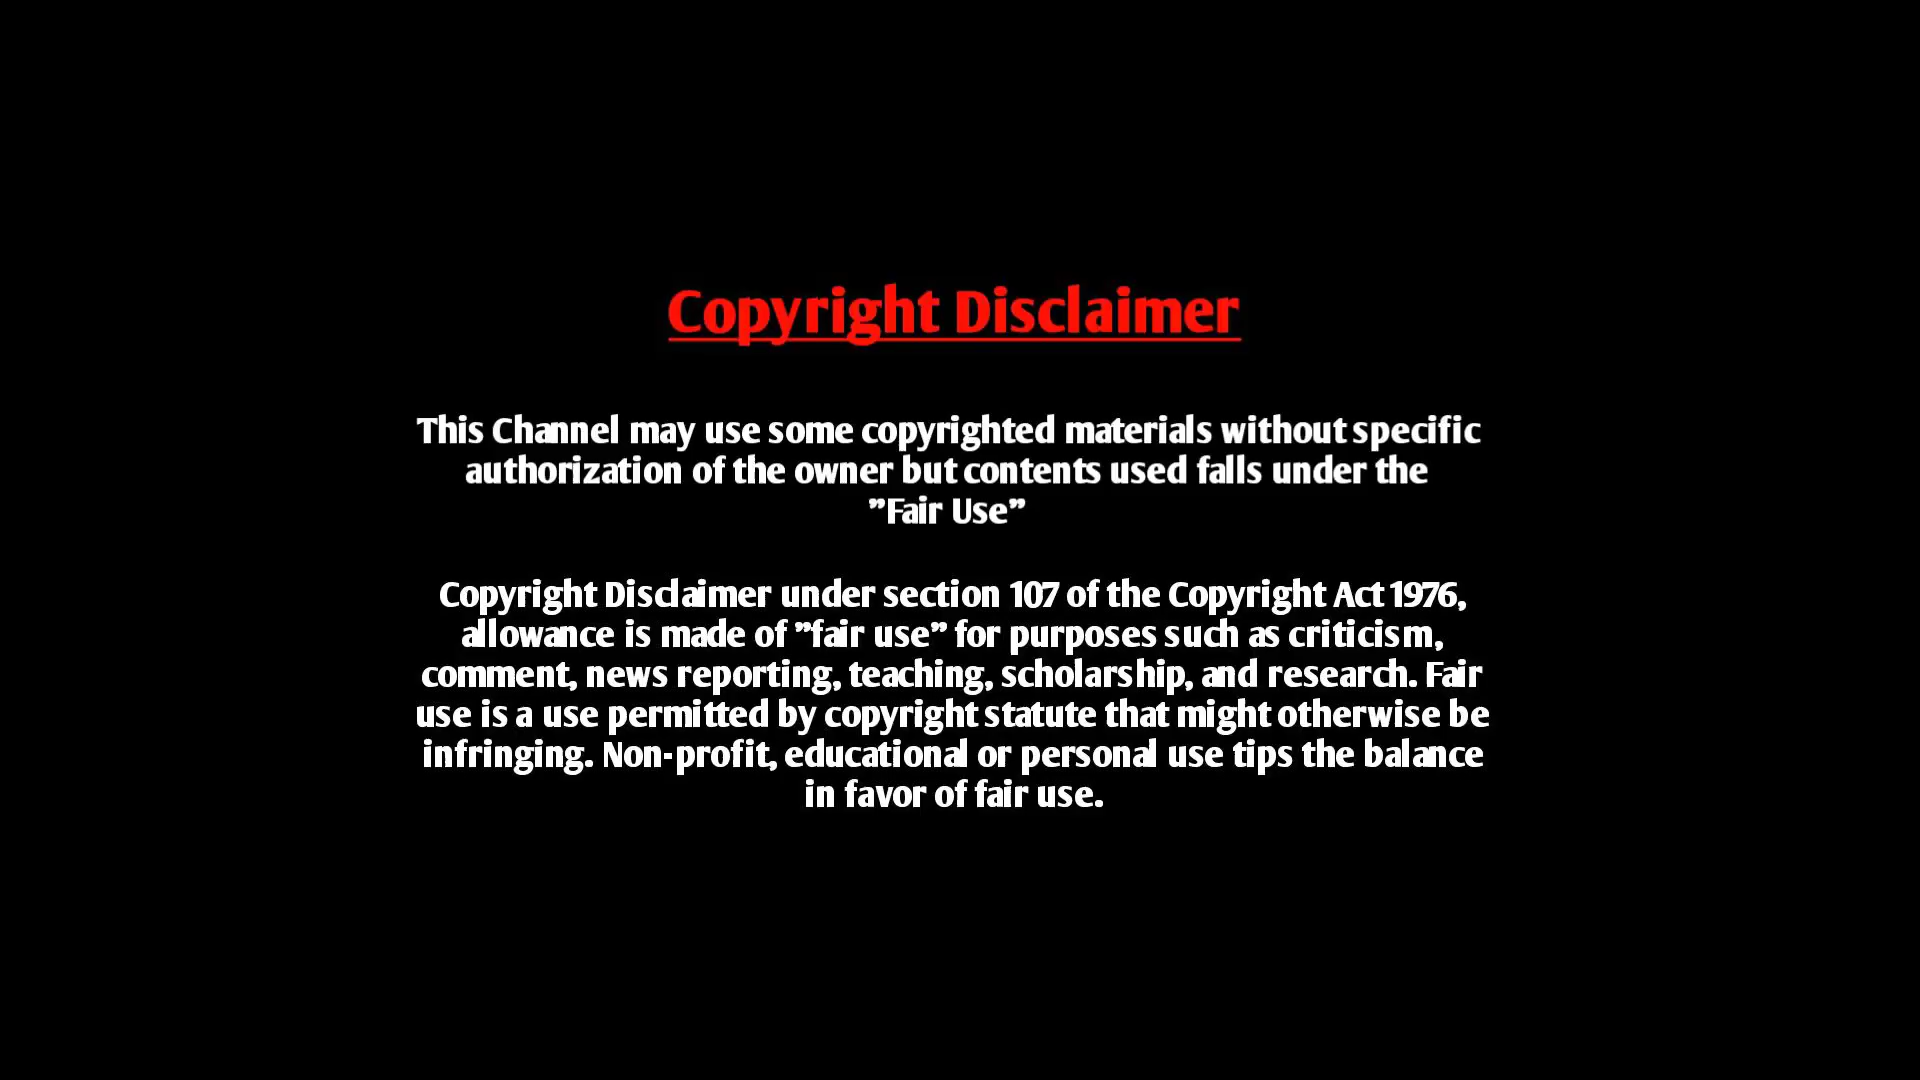 Copyright Disclaimer
This Channel may use some copyrighted materials without specific
authorization of the owner but contents used falls under the
”Fair Use”
Copyright Disclaimer under section 107 of the Copyright Act 1976,
allowance is made of ”fair use” for purposes such as criticism,
comment, news reporting, teaching, scholarship, and research. Fair
use is a use permitted by copyright statute that might otherwise be
infringing. Non-profit, educational or personal use tips the balance
in favor of fair use.